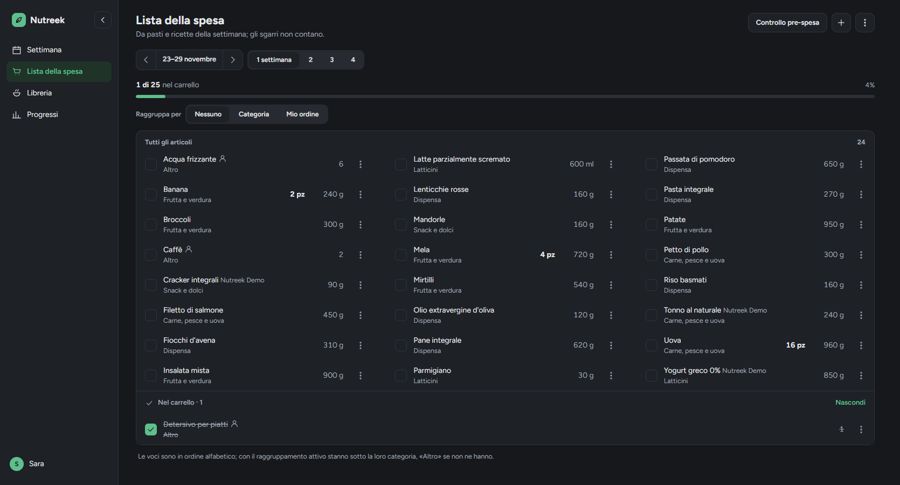 Nutreek
Settimana
Lista della spesa
Libreria
Progressi
S Sara
Lista della spesa
Da pasti e ricette della settimana; gli sgarri non contano.
Controllo pre-spesa
23–29 novembre
1 settimana 2 3 4
1 di 25 nel carrello 4%
Raggruppa per Nessuno Categoria Mio ordine
Tutti gli articoli 24
Acqua frizzante 6
Altro
Banana 2 pz 240 g
Frutta e verdura
Broccoli 300 g
Frutta e verdura
Caffè 2
Altro
Cracker integrali Nutreek Demo 90 g
Snack e dolci
Filetto di salmone 450 g
Carne, pesce e uova
Fiocchi d'avena 310 g
Dispensa
Insalata mista 900 g
Frutta e verdura
Latte parzialmente scremato 600 ml
Latticini
Lenticchie rosse 160 g
Dispensa
Mandorle 160 g
Snack e dolci
Mela 4 pz 720 g
Frutta e verdura
Mirtilli 540 g
Frutta e verdura
Olio extravergine d'oliva 120 g
Dispensa
Pane integrale 620 g
Dispensa
Parmigiano 30 g
Latticini
Passata di pomodoro 650 g
Dispensa
Pasta integrale 270 g
Dispensa
Patate 950 g
Frutta e verdura
Petto di pollo 300 g
Carne, pesce e uova
Riso basmati 160 g
Dispensa
Tonno al naturale Nutreek Demo 240 g
Carne, pesce e uova
Uova 16 pz 960 g
Carne, pesce e uova
Yogurt greco 0% Nutreek Demo 850 g
Latticini
Nel carrello · 1 Nascondi
Detersivo per piatti 1
Altro
Le voci sono in ordine alfabetico; con il raggruppamento attivo stanno sotto la loro categoria, «Altro» se non ne hanno.